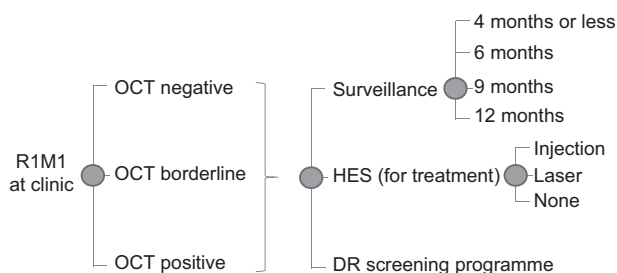 R1M1
at clinic
OCT negative
OCT borderline
OCT positive
Surveillance
HES (for treatment)
DR screening programme
4 months or less
6 months
9 months
12 months
Injection
Laser
None